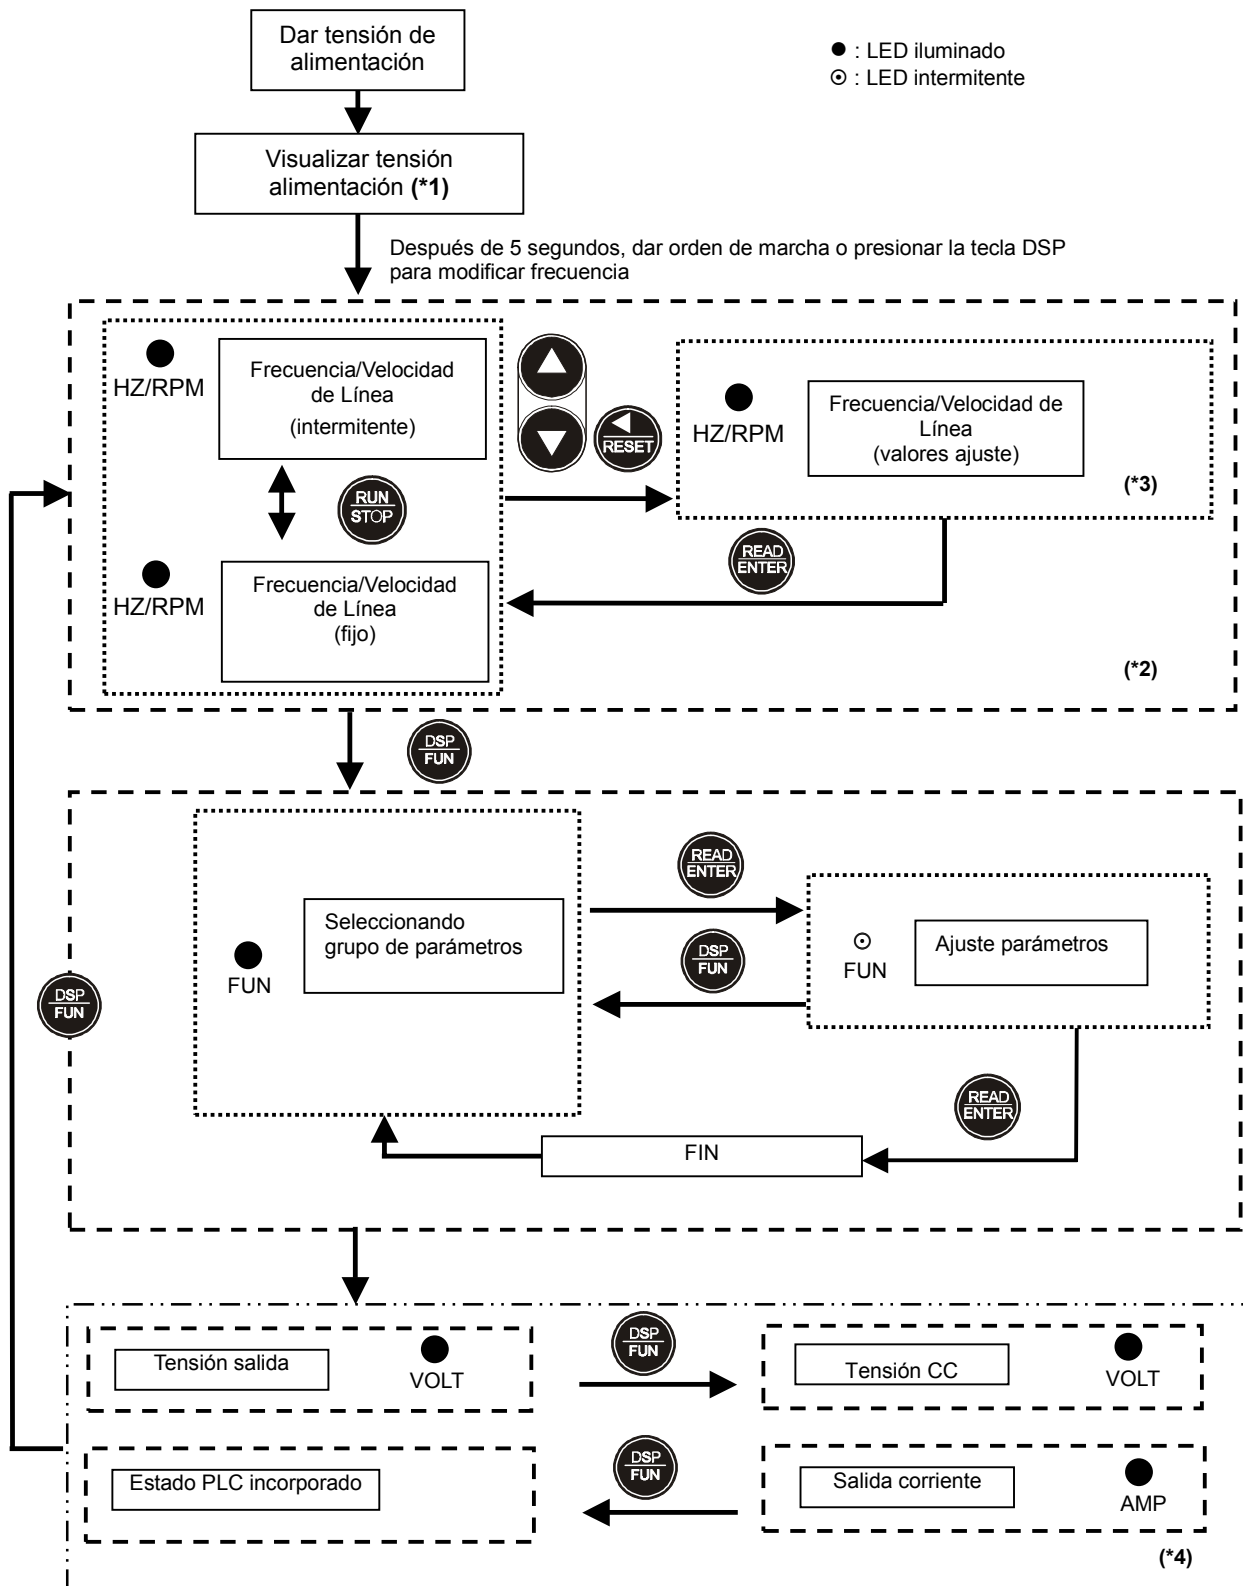 Dar tensión de
alimentación
● : LED iluminado
⊙ : LED intermitente
Visualizar tensión
alimentación (*1)
Después de 5 segundos, dar orden de marcha o presionar la tecla DSP
para modificar frecuencia
HZ/RPM
Frecuencia/Velocidad
de Línea
(intermitente)
RESET
HZ/RPM
Frecuencia/Velocidad de
Línea
(valores ajuste)
(*3)
RUN
STOP
READ
ENTER
HZ/RPM
Frecuencia/Velocidad
de Línea
(fijo)
(*2)
DSP
FUN
READ
ENTER
Seleccionando
grupo de parámetros
FUN
DSP
FUN
FUN
Ajuste parámetros
DSP
FUN
READ
ENTER
FIN
Tensión salida
VOLT
DSP
FUN
Tensión CC
VOLT
Estado PLC incorporado
DSP
FUN
Salida corriente
AMP
(*4)